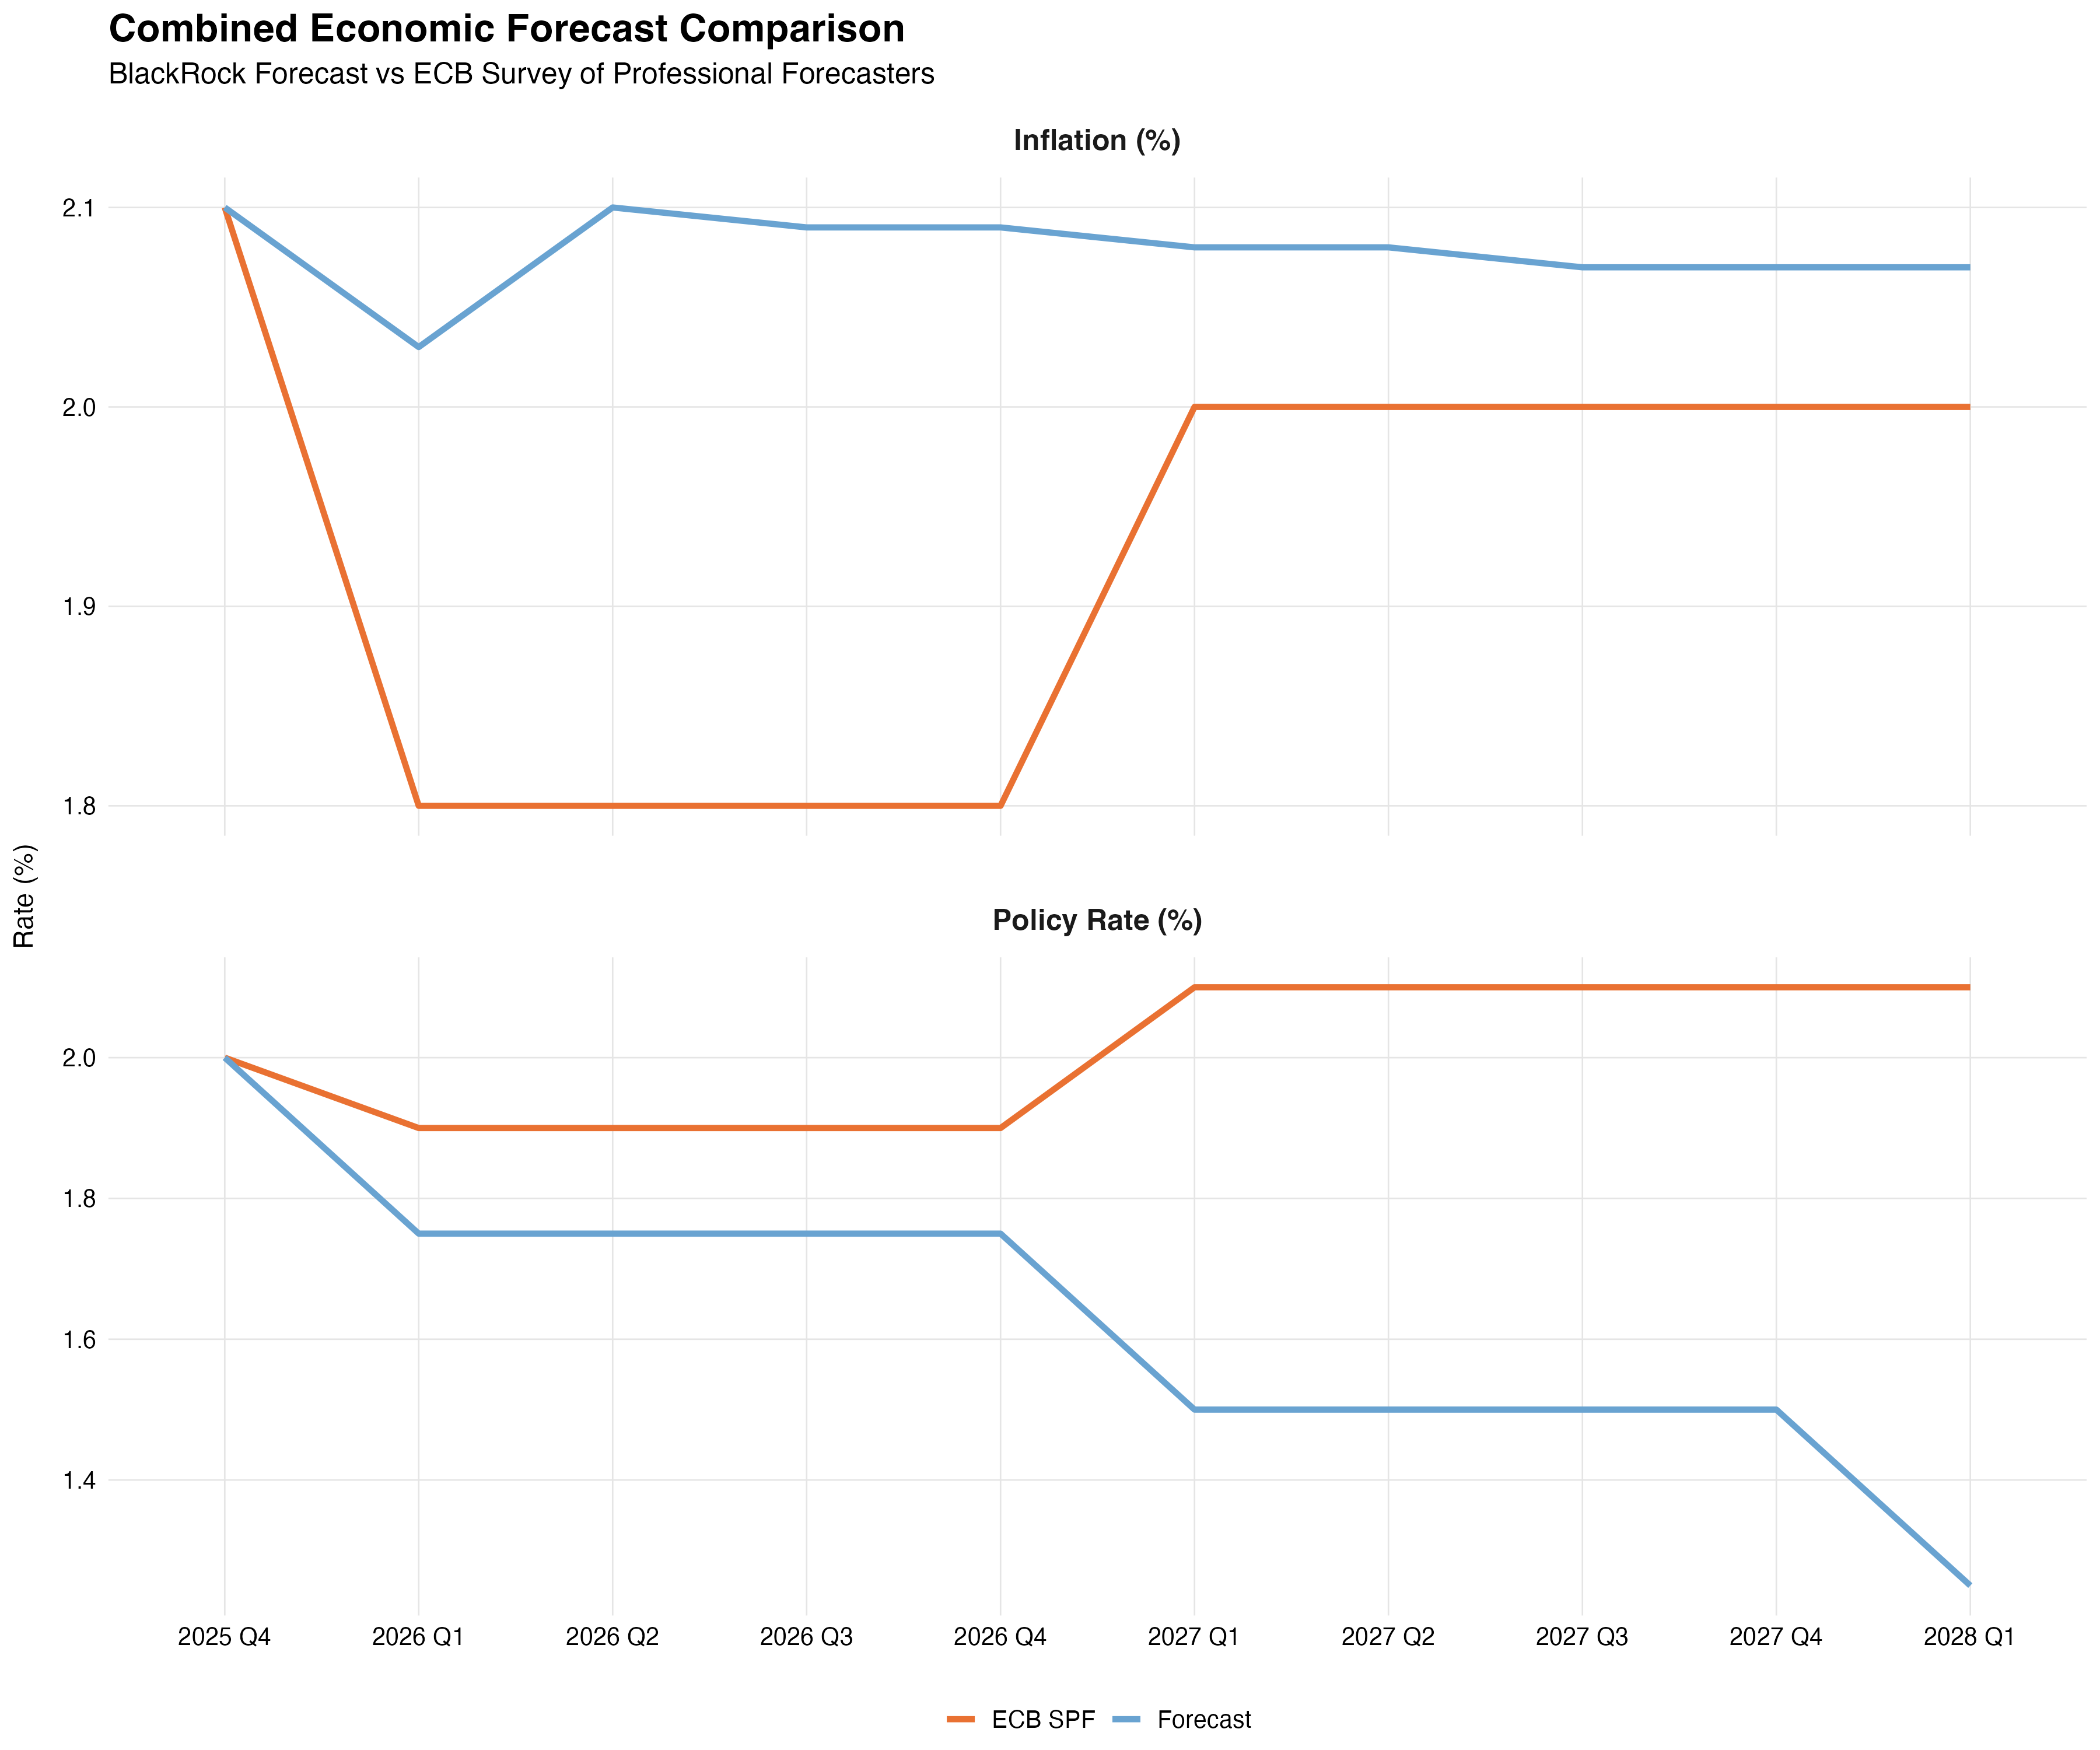 Combined Economic Forecast Comparison
BlackRock Forecast vs ECB Survey of Professional Forecasters
Inflation (%)
2.1
2.0
1.9
1.8
Rate (%)
Policy Rate (%)
2.0
1.8
1.6
1.4
2025 Q4 2026 Q1 2026 Q2 2026 Q3 2026 Q4 2027 Q1 2027 Q2 2027 Q3 2027 Q4 2028 Q1
ECB SPF Forecast